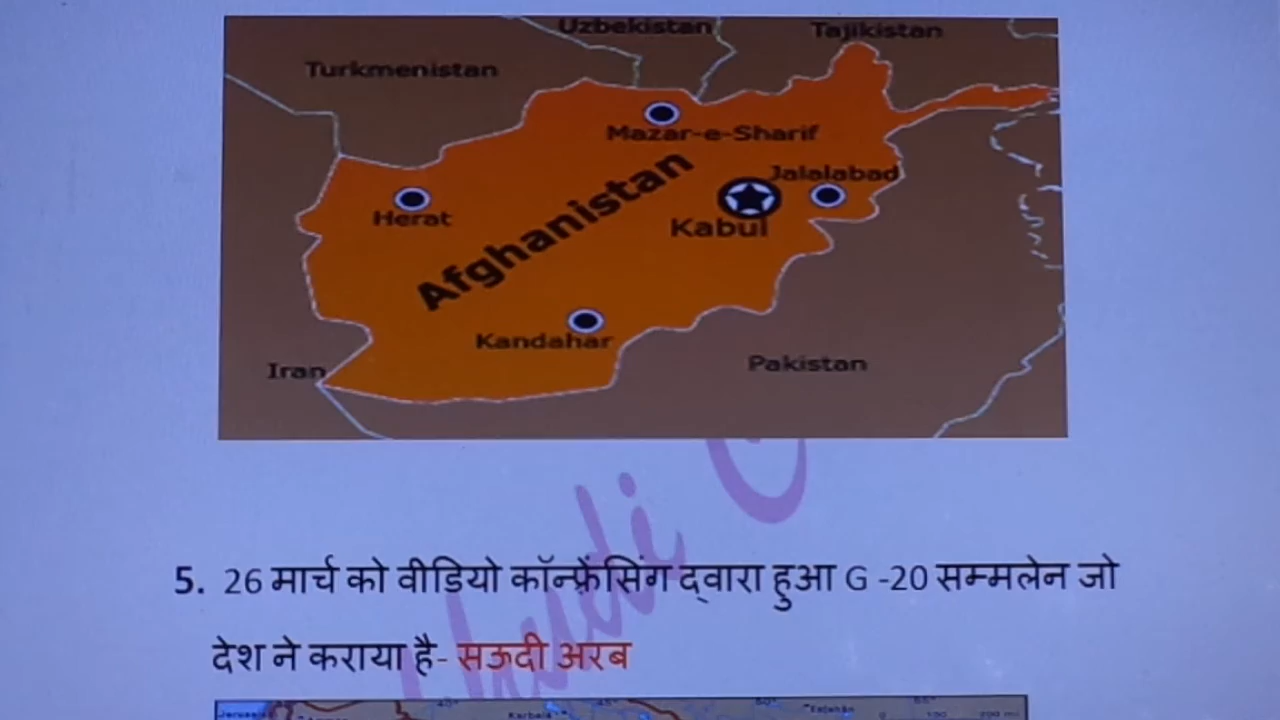 Uzbekistan
Tajikistan
Turkmenistan
Mazar-e-Sharif
Jalalabad
Herat
Afghanistan
Kabul
Kandahar
Iran
Pakistan
5. 26 मार्च को वीडियो कॉन्फ्रेंसिंग द्वारा हुआ G -20 सम्मलेन जो
देश ने कराया है- सऊदी अरब